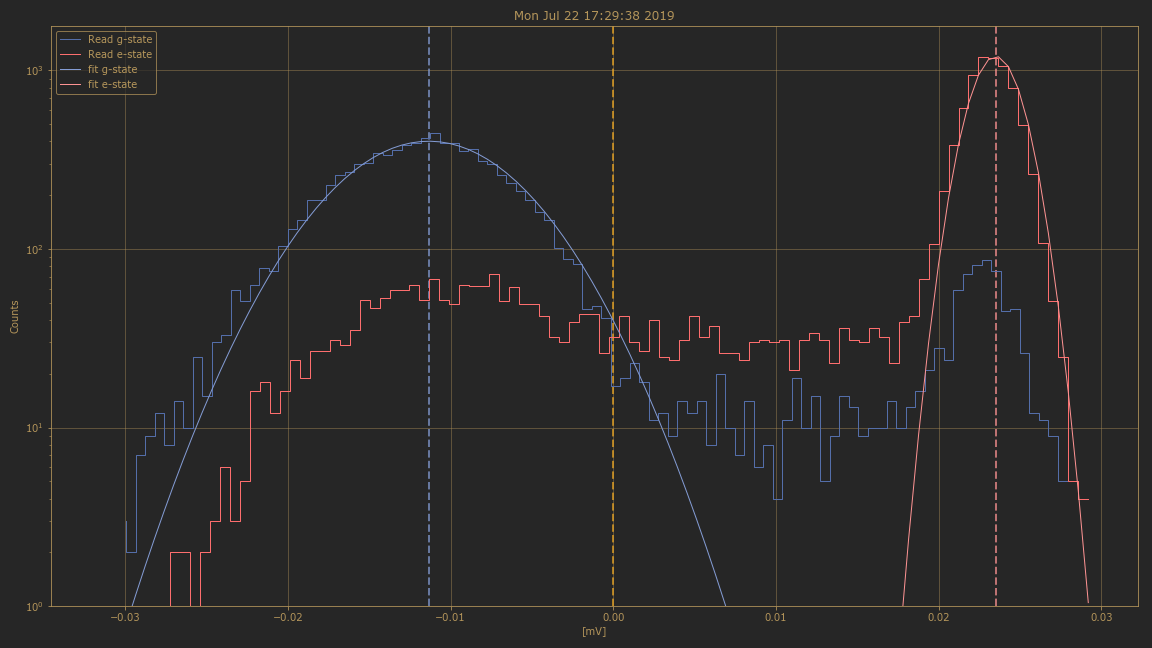 Mon Jul 22 17:29:38 2019
Read g-state
Read e-state
fit g-state
fit e-state
10³
10²
10¹
10⁰
Counts
−0.03 −0.02 −0.01 0.00 0.01 0.02 0.03
[mV]